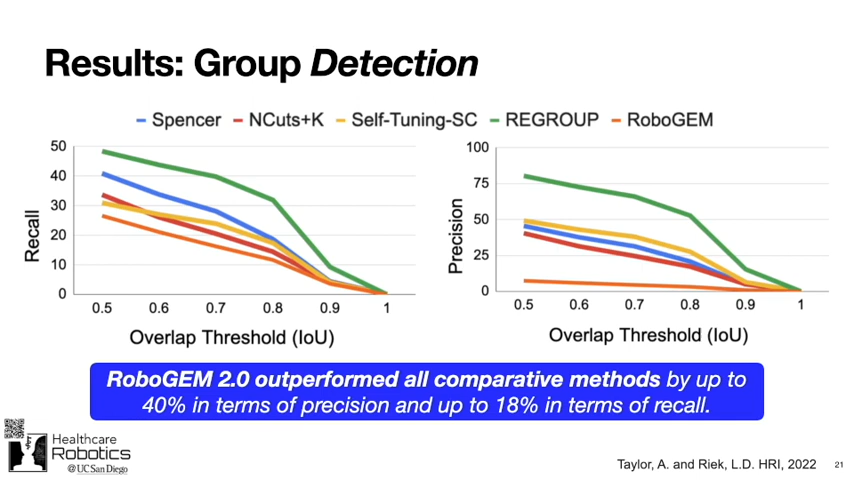 Results: Group Detection
Spencer NCuts+K Self-Tuning-SC REGROUP RoboGEM
50
40
30
20
10
0
Recall
0.5 0.6 0.7 0.8 0.9 1
Overlap Threshold (IoU)
100
75
50
25
0
Precision
0.5 0.6 0.7 0.8 0.9 1
Overlap Threshold (IoU)
RoboGEM 2.0 outperformed all comparative methods by up to
40% in terms of precision and up to 18% in terms of recall.
Healthcare
Robotics
@UC San Diego
Taylor, A. and Riek, L.D. HRI, 2022
21